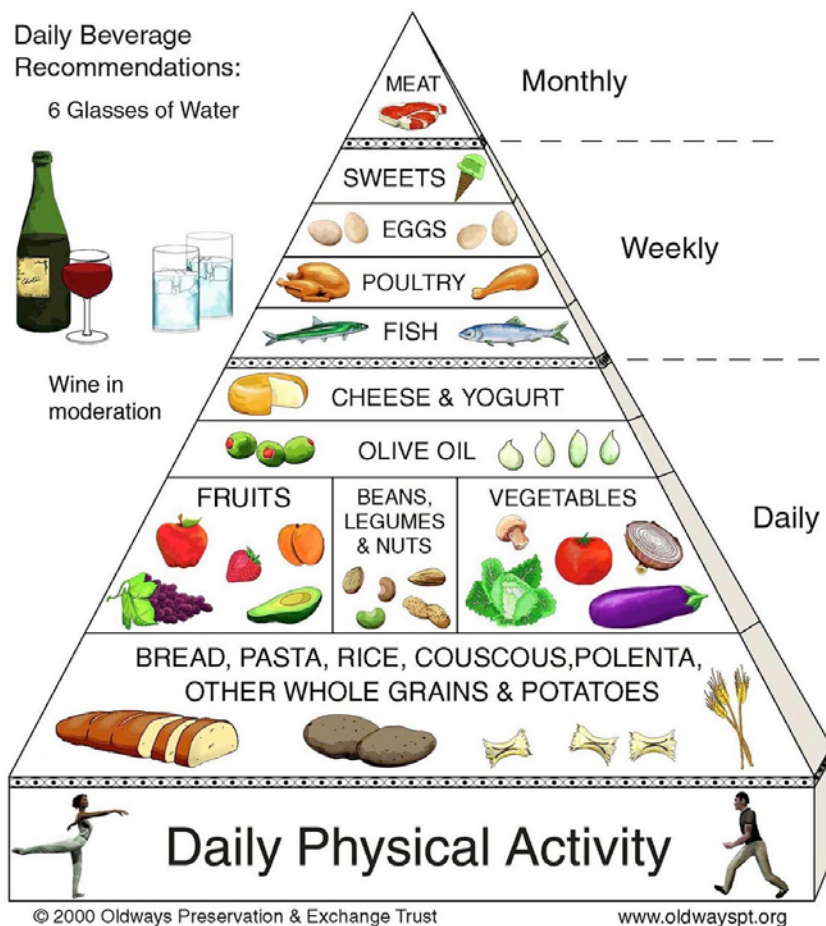 Daily Beverage
Recommendations:
6 Glasses of Water
Wine in
moderation
MEAT
Monthly
SWEETS
EGGS
POULTRY
FISH
Weekly
CHEESE & YOGURT
OLIVE OIL
FRUITS
BEANS,
LEGUMES
& NUTS
VEGETABLES
Daily
BREAD, PASTA, RICE, COUSCOUS,POLENTA,
OTHER WHOLE GRAINS & POTATOES
Daily Physical Activity
© 2000 Oldways Preservation & Exchange Trust
www.oldwayspt.org